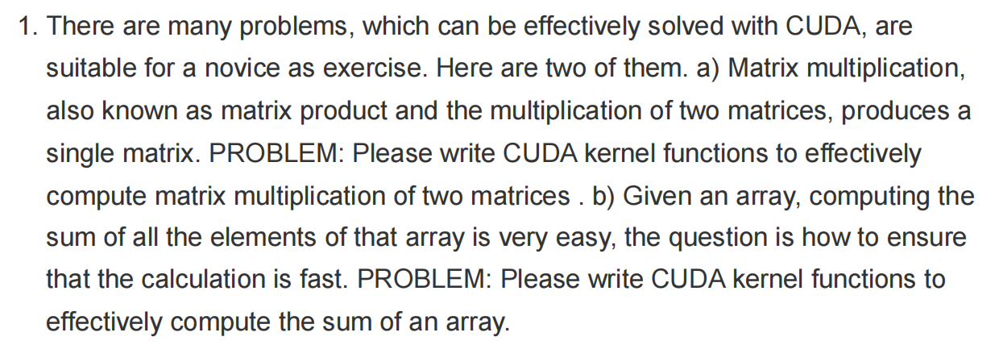 1. There are many problems, which can be effectively solved with CUDA, are
suitable for a novice as exercise. Here are two of them. a) Matrix multiplication,
also known as matrix product and the multiplication of two matrices, produces a
single matrix. PROBLEM: Please write CUDA kernel functions to effectively
compute matrix multiplication of two matrices . b) Given an array, computing the
sum of all the elements of that array is very easy, the question is how to ensure
that the calculation is fast. PROBLEM: Please write CUDA kernel functions to
effectively compute the sum of an array.